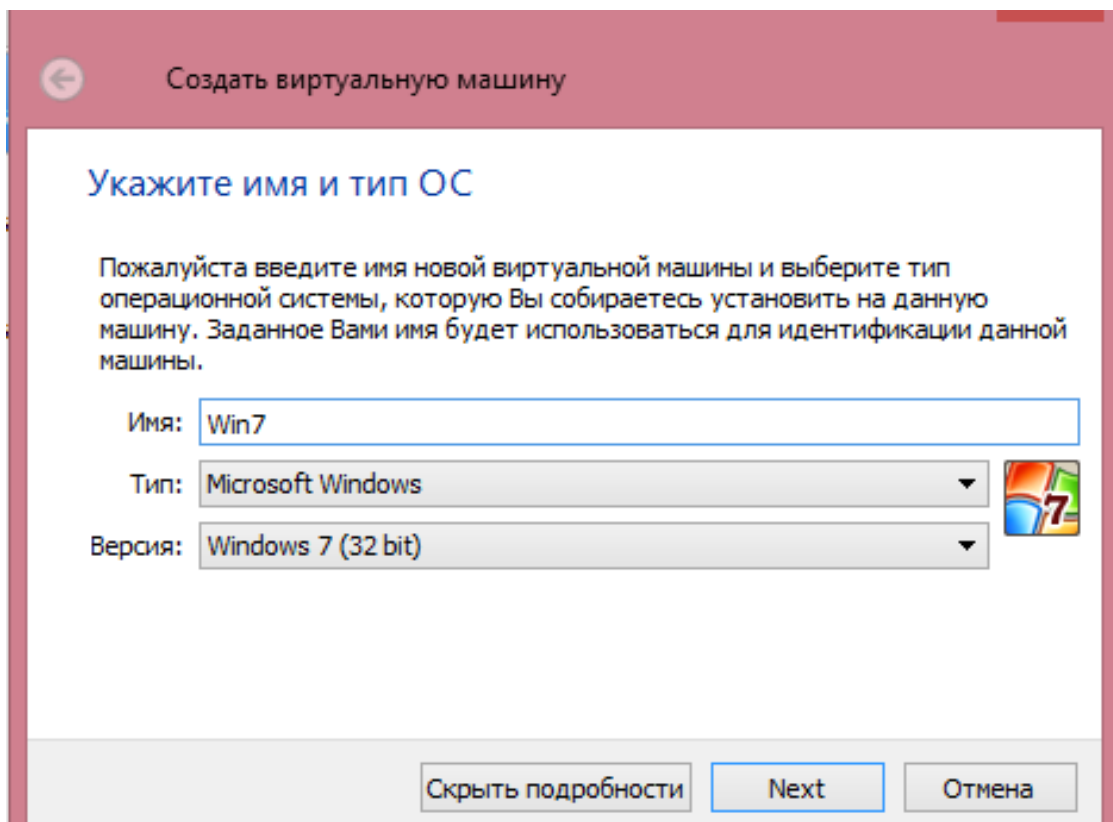 Создать виртуальную машину
Укажите имя и тип ОС
Пожалуйста введите имя новой виртуальной машины и выберите тип
операционной системы, которую Вы собираетесь установить на данную
машину. Заданное Вами имя будет использоваться для идентификации данной
машины.
Имя: Win7
Тип: Microsoft Windows
7
Версия: Windows 7 (32 bit)
Скрыть подробности Next Отмена